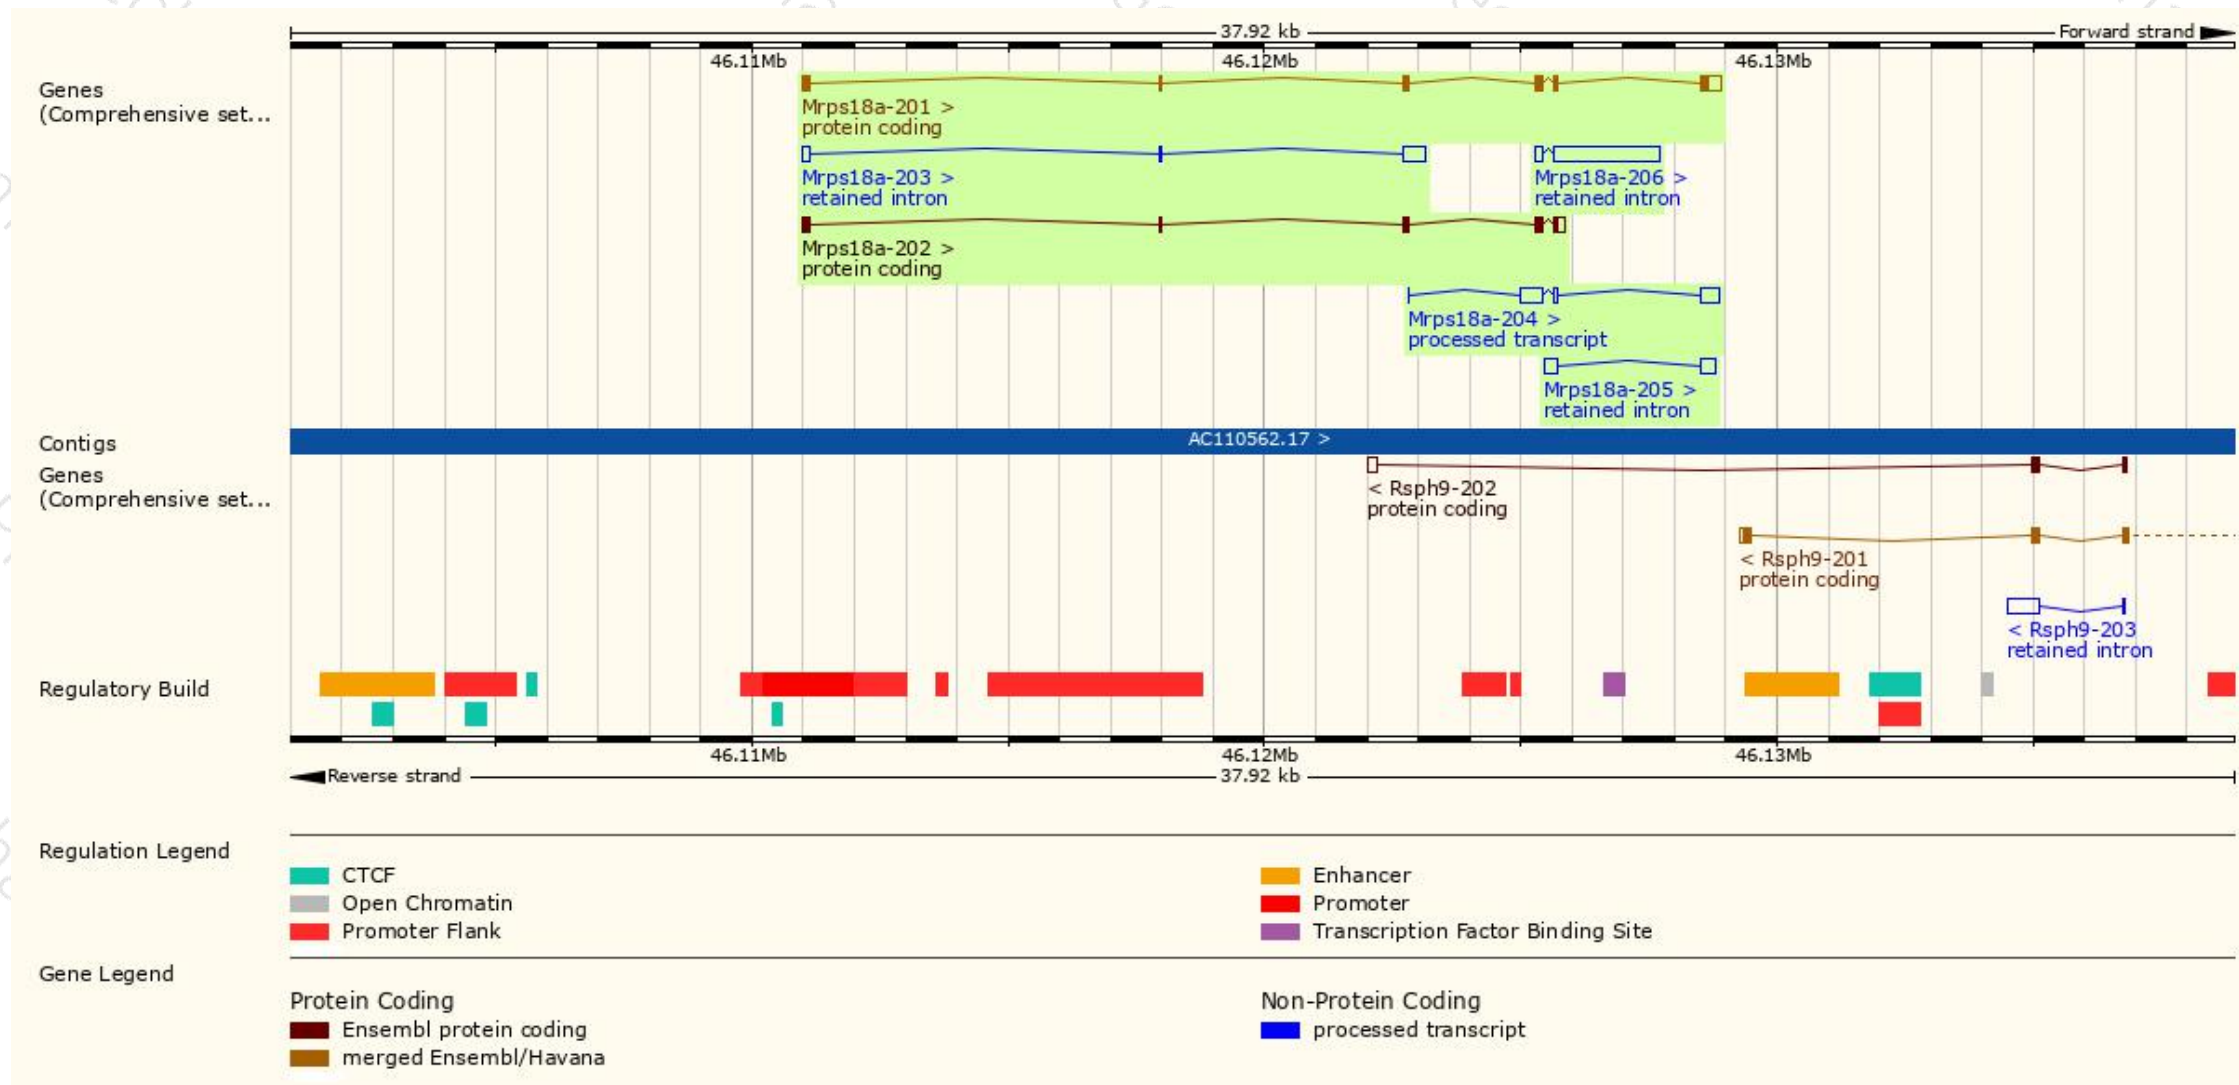 37.92 kb
Forward strand
46.11Mb 46.12Mb 46.13Mb
Genes
(Comprehensive set...
Mrps18a-201 >
protein coding
Mrps18a-203 >
retained intron
Mrps18a-206 >
retained intron
Mrps18a-202 >
protein coding
Mrps18a-204 >
processed transcript
Mrps18a-205 >
retained intron
Contigs
AC110562.17 >
Genes
(Comprehensive set...
< Rsph9-202
protein coding
< Rsph9-201
protein coding
< Rsph9-203
retained intron
Regulatory Build
46.11Mb 46.12Mb 46.13Mb
Reverse strand
37.92 kb
Regulation Legend
CTCF
Enhancer
Open Chromatin
Promoter
Promoter Flank
Transcription Factor Binding Site
Gene Legend
Protein Coding
Non-Protein Coding
Ensembl protein coding
processed transcript
merged Ensembl/Havana